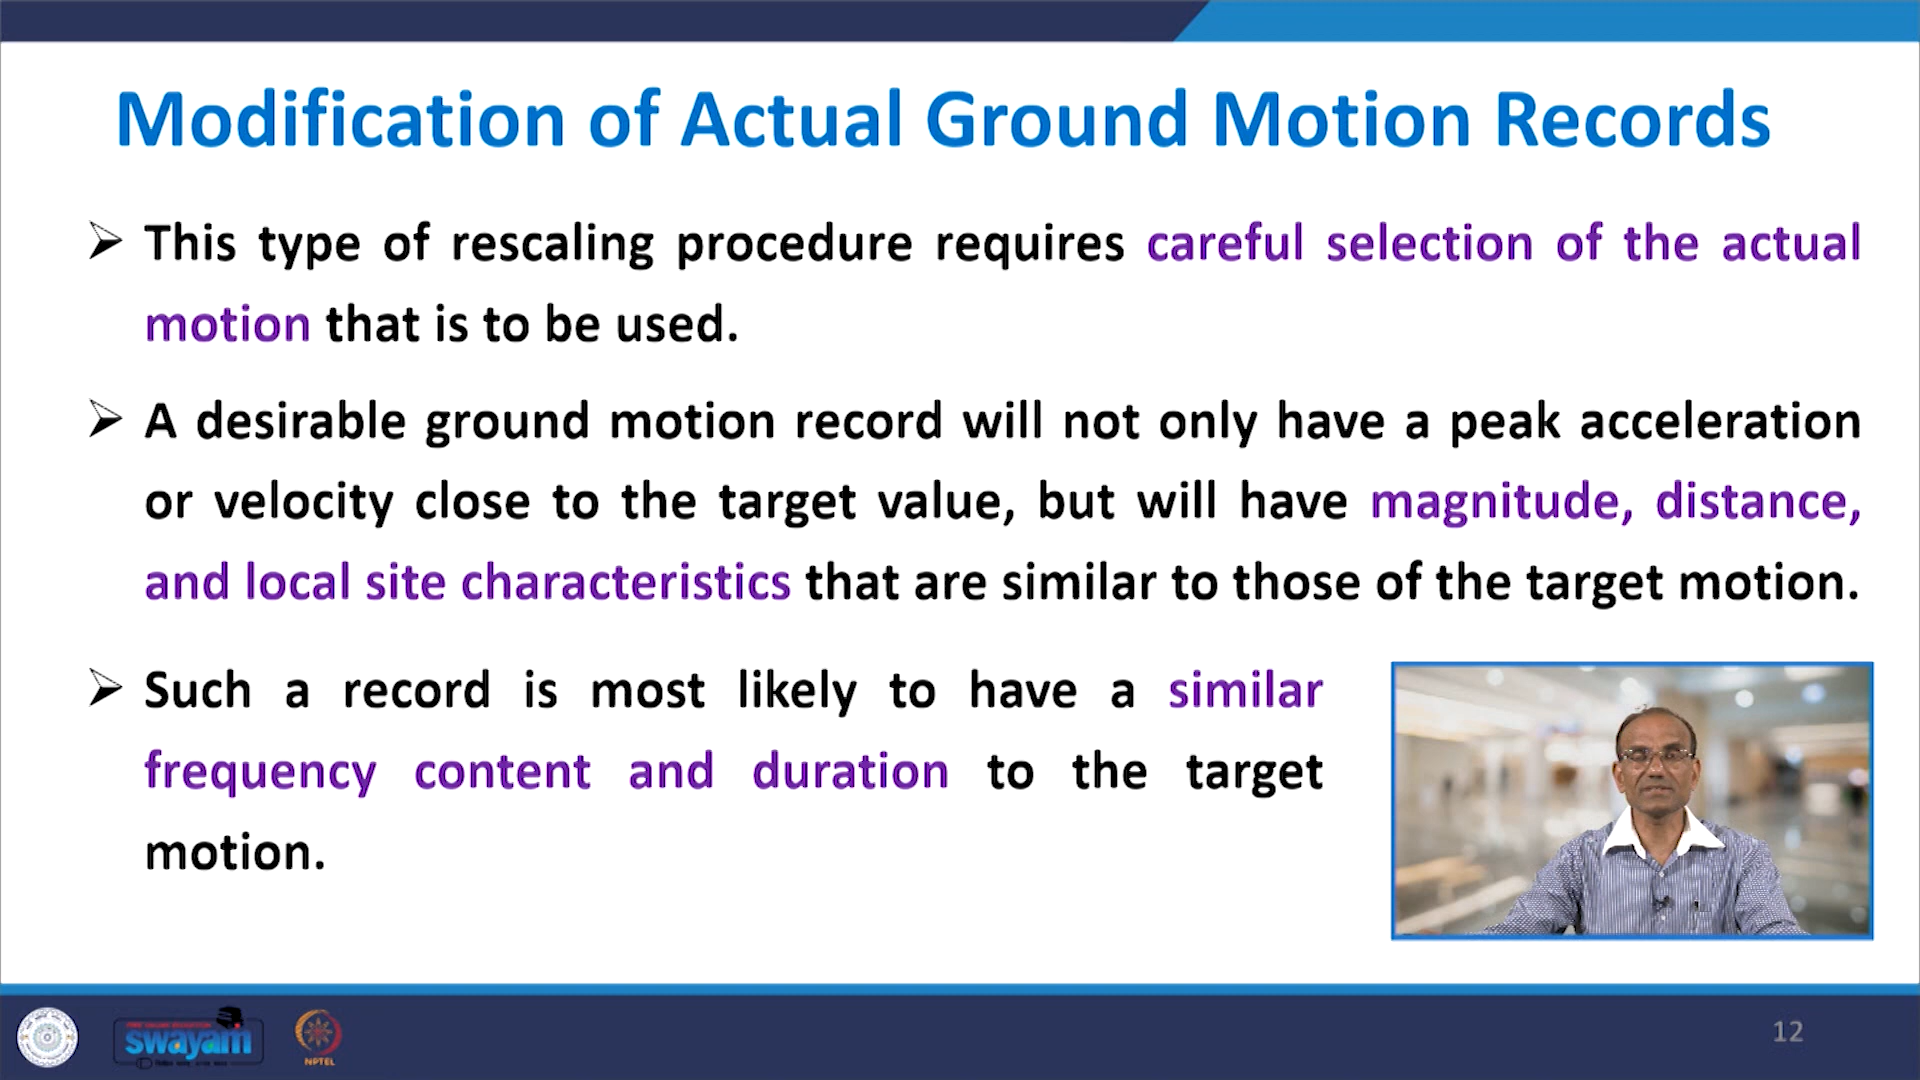 Modification of Actual Ground Motion Records
➢ This type of rescaling procedure requires careful selection of the actual
motion that is to be used.
➢ A desirable ground motion record will not only have a peak acceleration
or velocity close to the target value, but will have magnitude, distance,
and local site characteristics that are similar to those of the target motion.
➢ Such a record is most likely to have a similar
frequency content and duration to the target
motion.
swayam
NPTEL
12